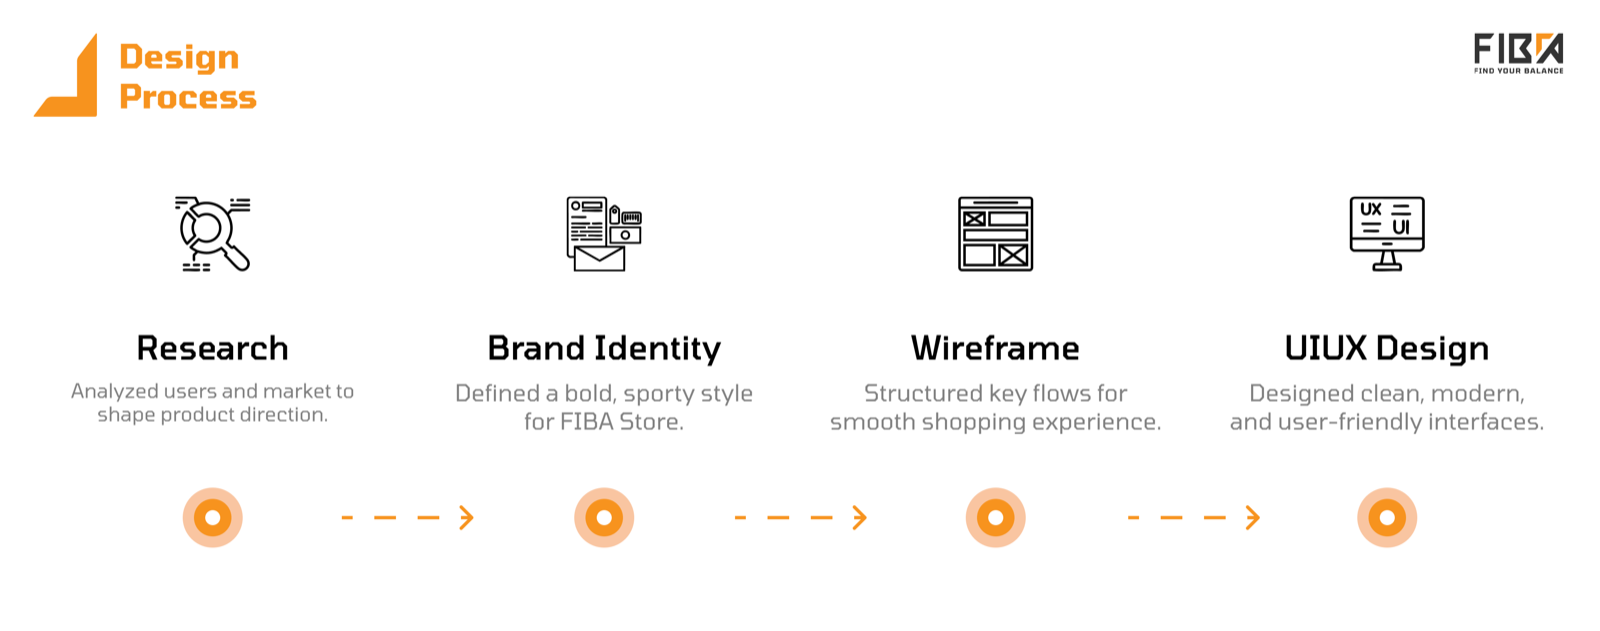 Design
Process
FIBA
FIND YOUR BALANCE
UX
UI
Research
Analyzed users and market to
shape product direction.
Brand Identity
Defined a bold, sporty style
for FIBA Store.
Wireframe
Structured key flows for
smooth shopping experience.
UIUX Design
Designed clean, modern,
and user-friendly interfaces.